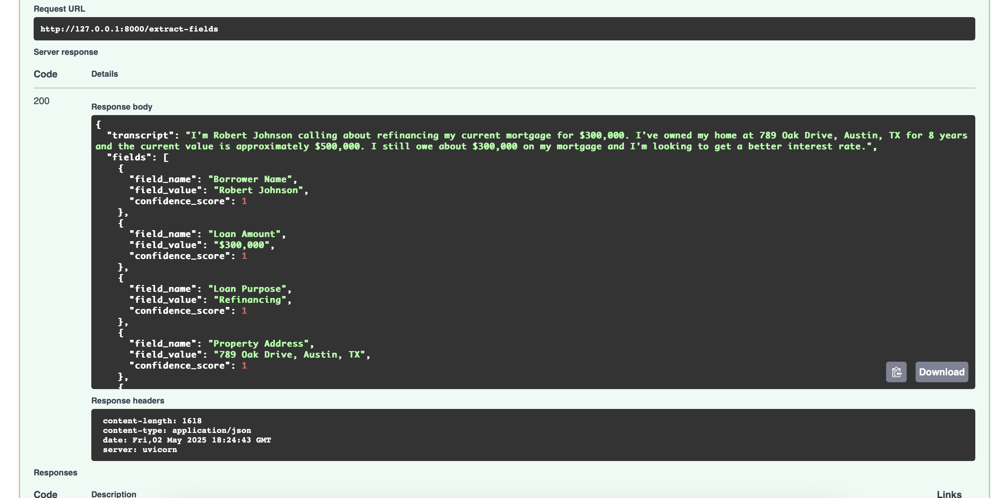 Request URL
http://127.0.0.1:8000/extract-fields
Server response
Code Details
200
Response body
{
  "transcript": "I'm Robert Johnson calling about refinancing my current mortgage for $300,000. I've owned my home at 789 Oak Drive, Austin, TX for 8 years
and the current value is approximately $500,000. I still owe about $300,000 on my mortgage and I'm looking to get a better interest rate.",
  "fields": [
    {
      "field_name": "Borrower Name",
      "field_value": "Robert Johnson",
      "confidence_score": 1
    },
    {
      "field_name": "Loan Amount",
      "field_value": "$300,000",
      "confidence_score": 1
    },
    {
      "field_name": "Loan Purpose",
      "field_value": "Refinancing",
      "confidence_score": 1
    },
    {
      "field_name": "Property Address",
      "field_value": "789 Oak Drive, Austin, TX",
      "confidence_score": 1
    },
    {
Download
Response headers
content-length: 1618
content-type: application/json
date: Fri,02 May 2025 18:24:43 GMT
server: uvicorn
Responses
Code Description Links